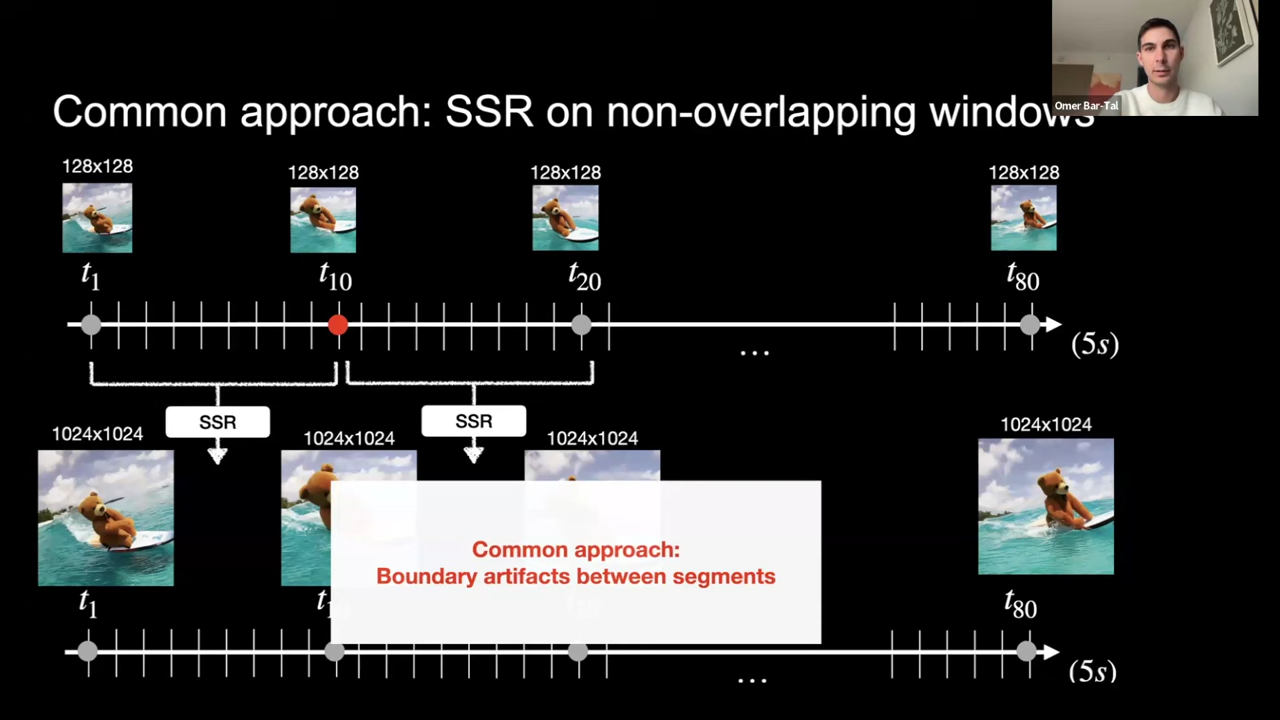 Omer Bar-Tal
Common approach: SSR on non-overlapping windows
128x128
128x128
128x128
128x128
t1
t10
t20
t80
...
(5s)
SSR
SSR
1024x1024
1024x1024
1024x1024
1024x1024
Common approach:
Boundary artifacts between segments
t1
t80
...
(5s)